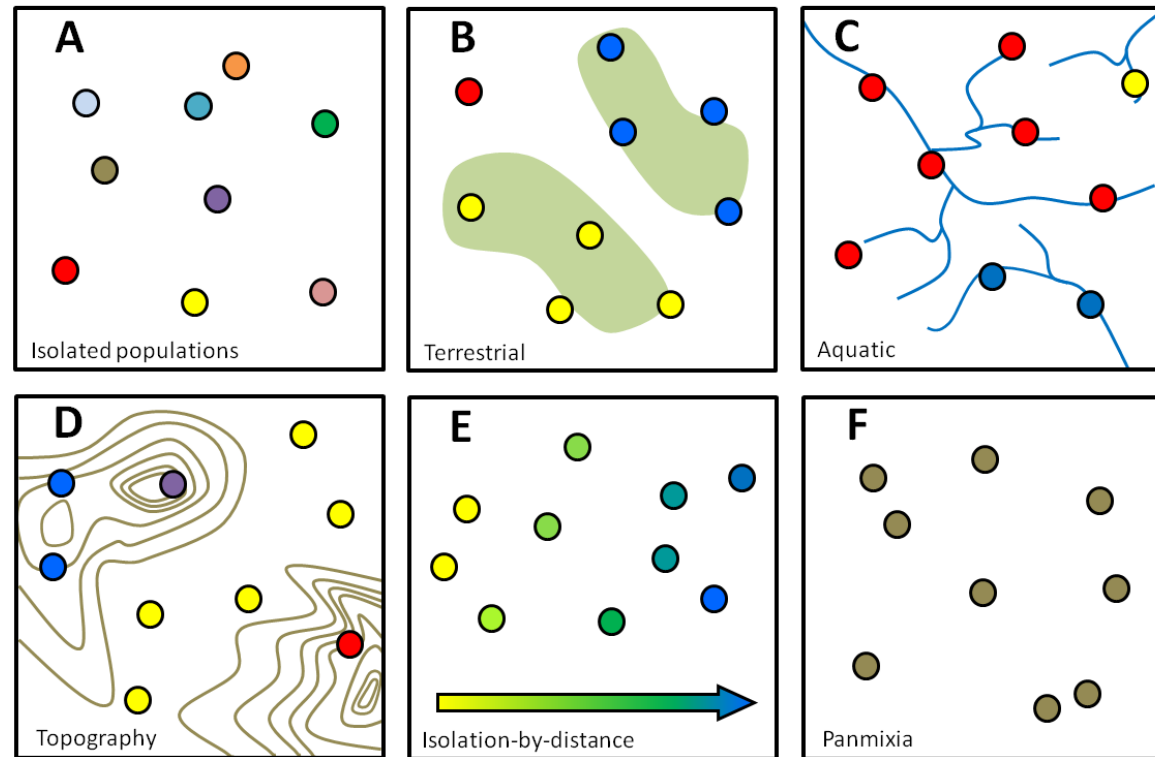 A
Isolated populations
B
Terrestrial
C
Aquatic
D
Topography
E
Isolation-by-distance
F
Panmixia